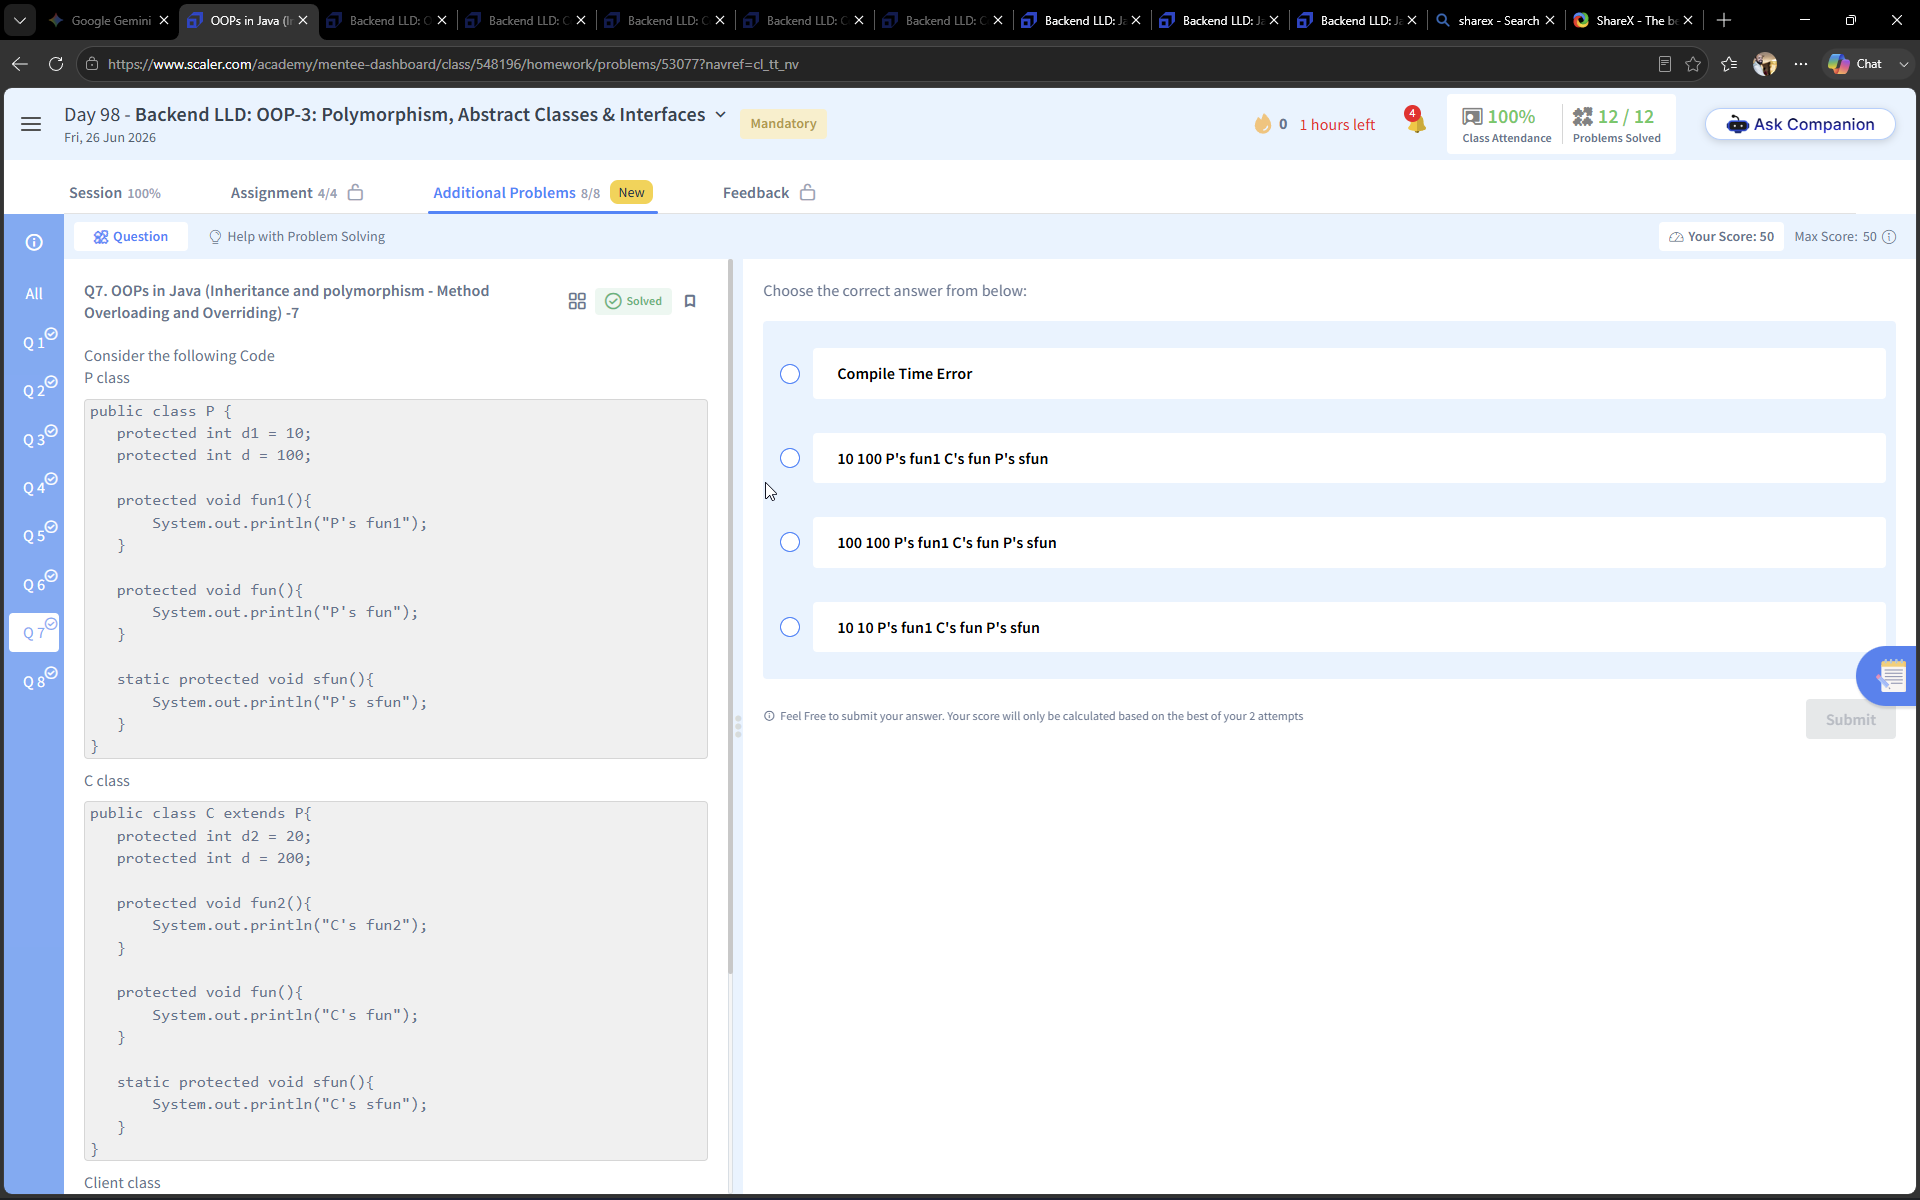 Google Gemini
OOPs in Java (I
Backend LLD: O
Backend LLD: C
Backend LLD: C
Backend LLD: C
Backend LLD: C
Backend LLD: Ja
Backend LLD: Ja
Backend LLD: Ja
sharex - Search
ShareX - The be
https://www.scaler.com/academy/mentee-dashboard/class/548196/homework/problems/53077?navref=cl_tt_nv
Chat
Day 98 - Backend LLD: OOP-3: Polymorphism, Abstract Classes & Interfaces
Fri, 26 Jun 2026
Mandatory
0
1 hours left
4
100%
Class Attendance
12 / 12
Problems Solved
Ask Companion
Session 100%
Assignment 4/4
Additional Problems 8/8 New
Feedback
Question
Help with Problem Solving
Your Score: 50
Max Score: 50
All
Q1
Q2
Q3
Q4
Q5
Q6
Q7
Q8
Q7. OOPs in Java (Inheritance and polymorphism - Method
Overloading and Overriding) -7
Solved
Consider the following Code
P class
public class P {
protected int d1 = 10;
protected int d = 100;
protected void fun1(){
System.out.println("P's fun1");
}
protected void fun(){
System.out.println("P's fun");
}
static protected void sfun(){
System.out.println("P's sfun");
}
}
C class
public class C extends P{
protected int d2 = 20;
protected int d = 200;
protected void fun2(){
System.out.println("C's fun2");
}
protected void fun(){
System.out.println("C's fun");
}
static protected void sfun(){
System.out.println("C's sfun");
}
}
Client class
Choose the correct answer from below:
Compile Time Error
10 100 P's fun1 C's fun P's sfun
100 100 P's fun1 C's fun P's sfun
10 10 P's fun1 C's fun P's sfun
Feel Free to submit your answer. Your score will only be calculated based on the best of your 2 attempts
Submit